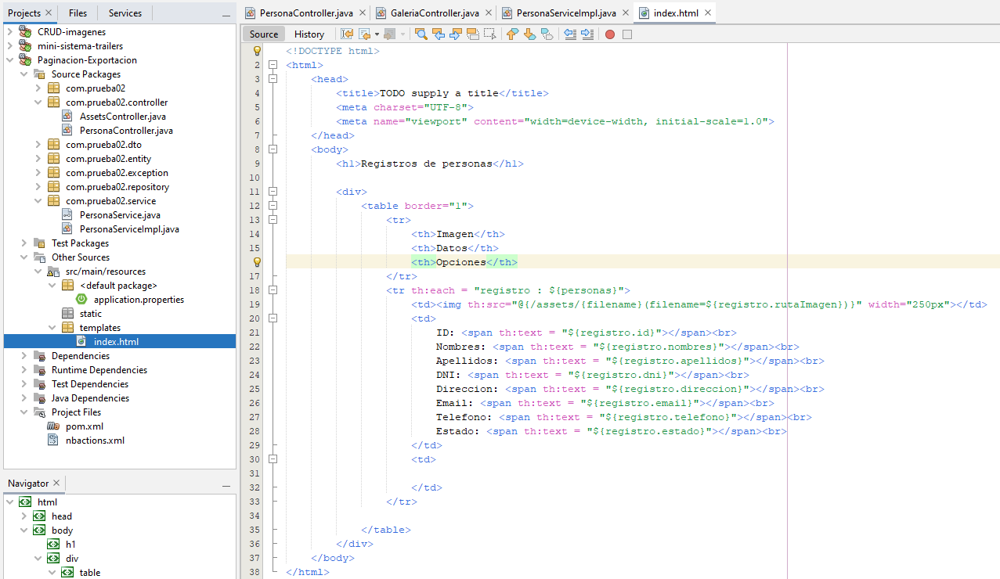 Projects
Files
Services
CRUD-imagenes
mini-sistema-trailers
Paginacion-Exportacion
Source Packages
com.prueba02
com.prueba02.controller
AssetsController.java
PersonaController.java
com.prueba02.dto
com.prueba02.entity
com.prueba02.exception
com.prueba02.repository
com.prueba02.service
PersonaService.java
PersonaServiceImpl.java
Test Packages
Other Sources
src/main/resources
<default package>
application.properties
static
templates
index.html
Dependencies
Runtime Dependencies
Test Dependencies
Java Dependencies
Project Files
pom.xml
nbactions.xml
Navigator
html
head
body
h1
div
table
PersonaController.java
GaleriaController.java
PersonaServiceImpl.java
index.html
Source History
<!DOCTYPE html>
2 <html>
3 <head>
4 <title>TODO supply a title</title>
5 <meta charset="UTF-8">
6 <meta name="viewport" content="width=device-width, initial-scale=1.0">
7 </head>
8 <body>
9 <h1>Registros de personas</h1>
10
11 <div>
12 <table border="1">
13 <tr>
14 <th>Imagen</th>
15 <th>Datos</th>
<th>Opciones</th>
17 </tr>
18 <tr th:each = "registro : ${personas}">
19 <td><img th:src="@{/assets/{filename}(filename=${registro.rutaImagen})}" width="250px"></td>
20 <td>
21 ID: <span th:text = "${registro.id}"></span><br>
22 Nombres: <span th:text = "${registro.nombres}"></span><br>
23 Apellidos: <span th:text = "${registro.apellidos}"></span><br>
24 DNI: <span th:text = "${registro.dni}"></span><br>
25 Direccion: <span th:text = "${registro.direccion}"></span><br>
26 Email: <span th:text = "${registro.email}"></span><br>
27 Telefono: <span th:text = "${registro.telefono}"></span><br>
28 Estado: <span th:text = "${registro.estado}"></span><br>
29 </td>
30 <td>
31
32 </td>
33 </tr>
34
35 </table>
36 </div>
37 </body>
38 </html>